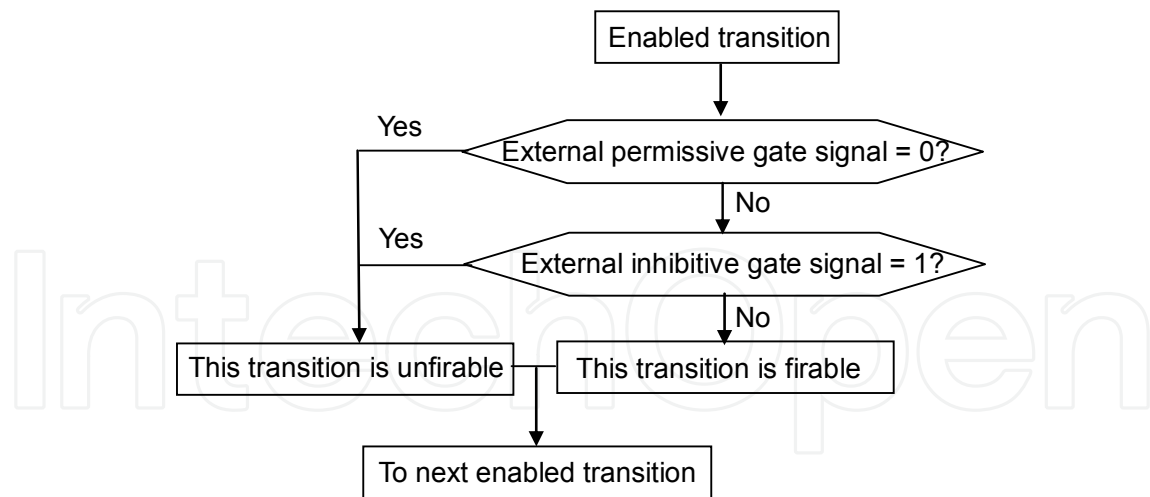 Enabled transition
Yes
External permissive gate signal = 0?
No
Yes
External inhibitive gate signal = 1?
No
This transition is unfirable
This transition is firable
To next enabled transition
IntechOpen